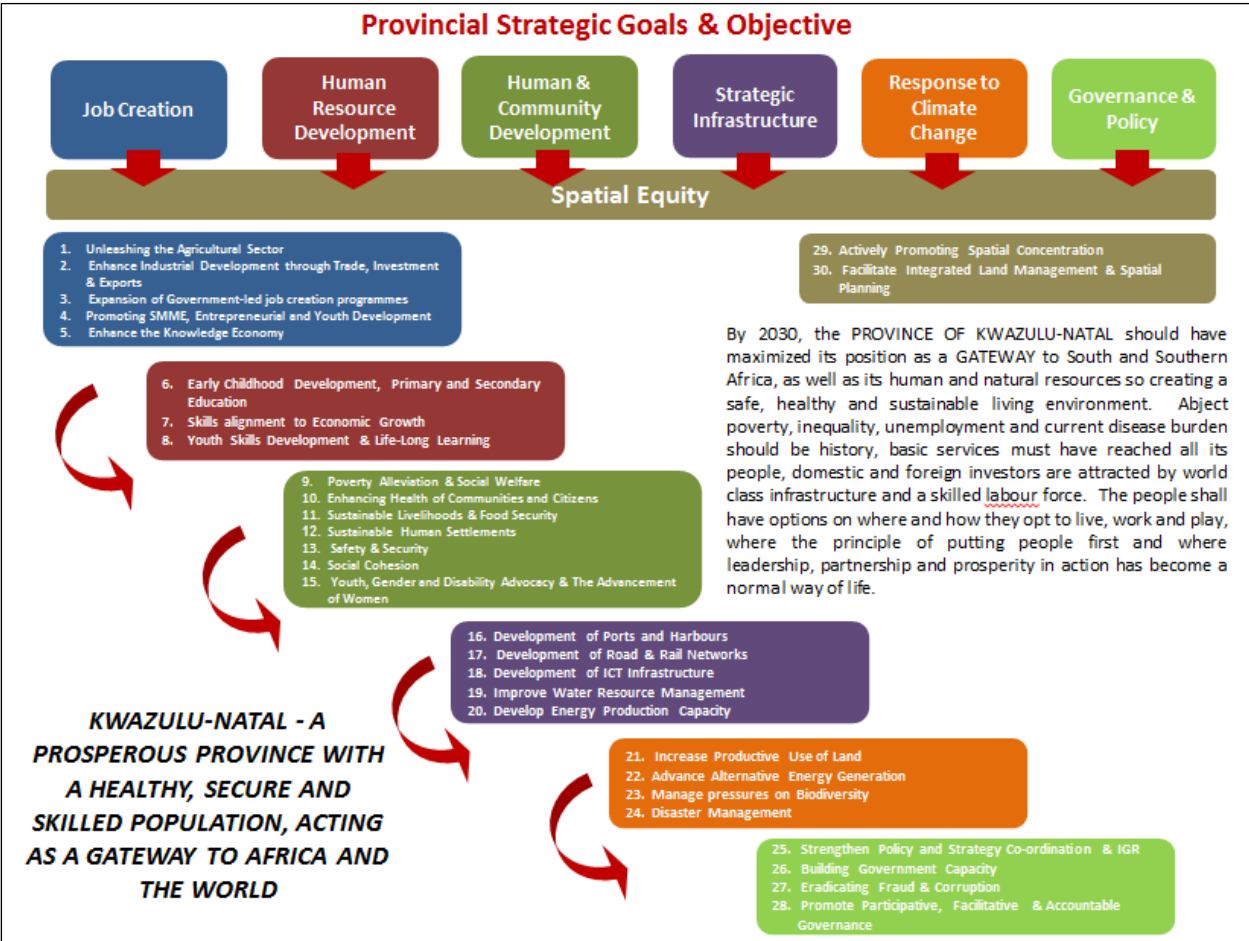 Provincial Strategic Goals & Objective
Job Creation
Human
Resource
Development
Human &
Community
Development
Strategic
Infrastructure
Response to
Climate
Change
Governance &
Policy
Spatial Equity
1. Unleashing the Agricultural Sector
2. Enhance Industrial Development through Trade, Investment
& Exports
3. Expansion of Government-led job creation programmes
4. Promoting SMME, Entrepreneurial and Youth Development
5. Enhance the Knowledge Economy
29. Actively Promoting Spatial Concentration
30. Facilitate Integrated Land Management & Spatial
Planning
By 2030, the PROVINCE OF KWAZULU-NATAL should have
maximized its position as a GATEWAY to South and Southern
Africa, as well as its human and natural resources so creating a
safe, healthy and sustainable living environment. Abject
poverty, inequality, unemployment and current disease burden
should be history, basic services must have reached all its
people, domestic and foreign investors are attracted by world
class infrastructure and a skilled labour force. The people shall
have options on where and how they opt to live, work and play,
where the principle of putting people first and where
leadership, partnership and prosperity in action has become a
normal way of life.
6. Early Childhood Development, Primary and Secondary
Education
7. Skills alignment to Economic Growth
8. Youth Skills Development & Life-Long Learning
9. Poverty Alleviation & Social Welfare
10. Enhancing Health of Communities and Citizens
11. Sustainable Livelihoods & Food Security
12. Sustainable Human Settlements
13. Safety & Security
14. Social Cohesion
15. Youth, Gender and Disability Advocacy & The Advancement
of Women
16. Development of Ports and Harbours
17. Development of Road & Rail Networks
18. Development of ICT Infrastructure
19. Improve Water Resource Management
20. Develop Energy Production Capacity
21. Increase Productive Use of Land
22. Advance Alternative Energy Generation
23. Manage pressures on Biodiversity
24. Disaster Management
25. Strengthen Policy and Strategy Co-ordination & IGR
26. Building Government Capacity
27. Eradicating Fraud & Corruption
28. Promote Participative, Facilitative & Accountable
Governance
KWAZULU-NATAL - A
PROSPEROUS PROVINCE WITH
A HEALTHY, SECURE AND
SKILLED POPULATION, ACTING
AS A GATEWAY TO AFRICA AND
THE WORLD